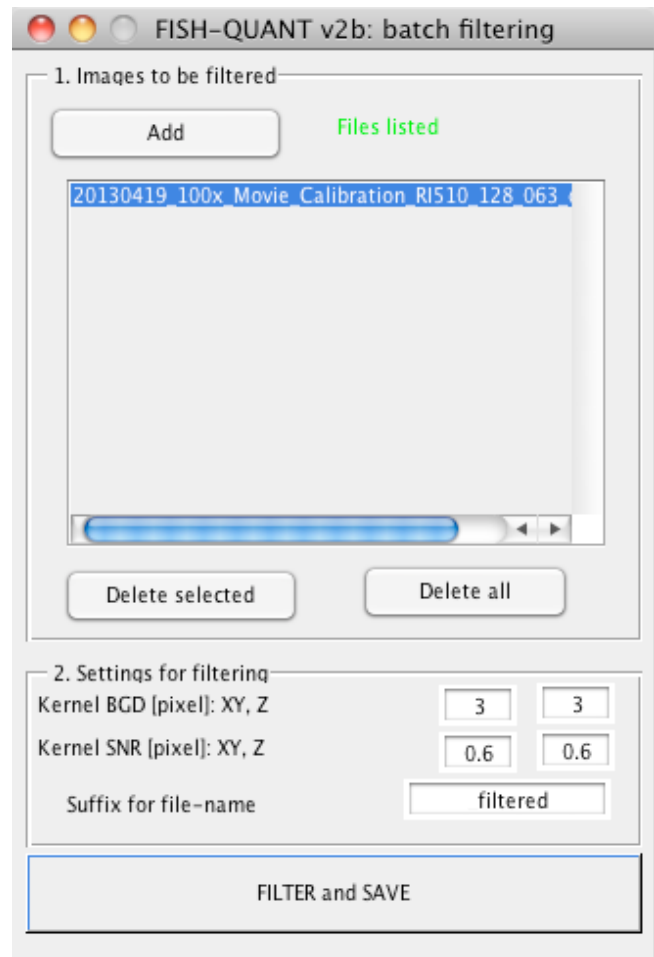 FISH-QUANT v2b: batch filtering
1. Images to be filtered
Add
Files listed
20130419_100x_Movie_Calibration_RI510_128_063_
Delete selected
Delete all
2. Settings for filtering
Kernel BGD [pixel]: XY, Z 3 3
Kernel SNR [pixel]: XY, Z 0.6 0.6
Suffix for file-name filtered
FILTER and SAVE